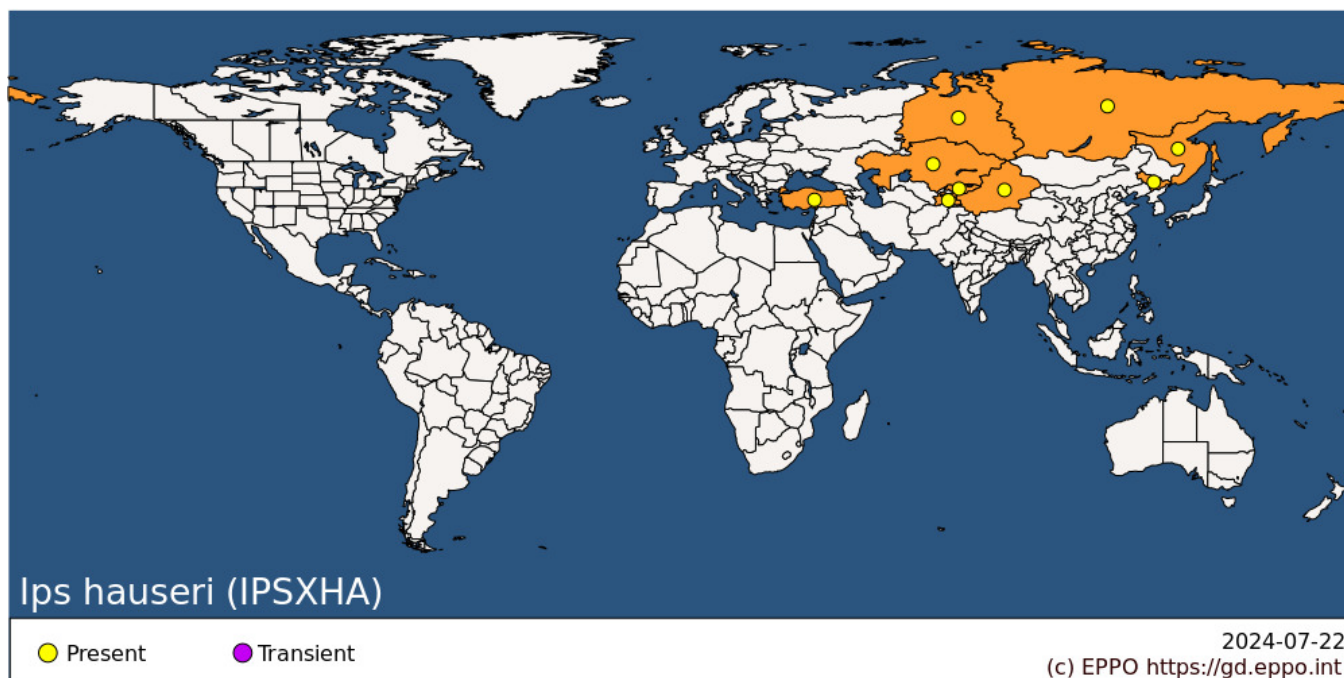 Ips hauseri (IPSXHA)
Present
Transient
2024-07-22
(c) EPPO https://gd.eppo.int